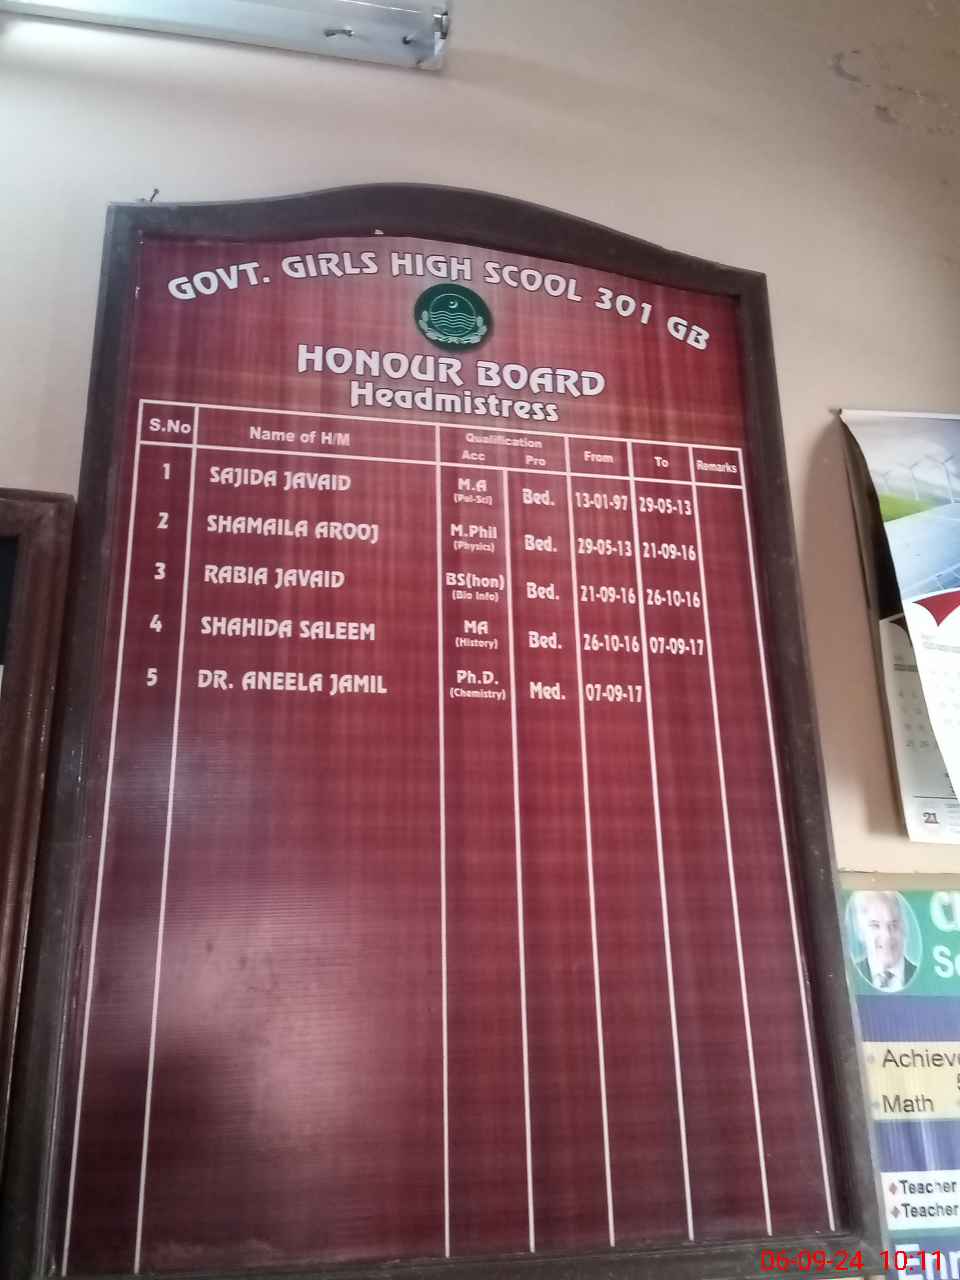 GOVT. GIRLS HIGH SCOOL 301 GB
HONOUR BOARD
Headmistress
S.No Name of H/M Qualification Acc Pro From To Remarks
1 SAJIDA JAVAID M.A (Pol-Sci) Bed. 13-01-97 29-05-13
2 SHAMAILA AROOJ M.Phil (Physics) Bed. 29-05-13 21-09-16
3 RABIA JAVAID BS(hon) (Bio Info) Bed. 21-09-16 26-10-16
4 SHAHIDA SALEEM MA (History) Bed. 26-10-16 07-09-17
5 DR. ANEELA JAMIL Ph.D. (Chemistry) Med. 07-09-17
21
Achieve
Math
Teacher
Teacher
06-09-24 10:11